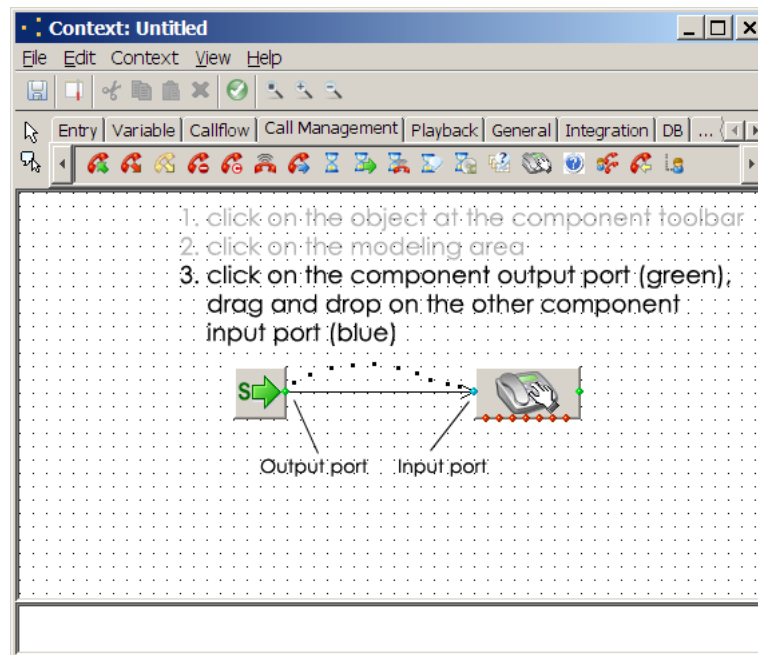 Context: Untitled
File Edit Context View Help
Entry Variable Callflow Call Management Playback General Integration DB ...
1. click on the object at the component toolbar
2. click on the modeling area
3. click on the component output port (green),
drag and drop on the other component
input port (blue)
S
Output port Input port